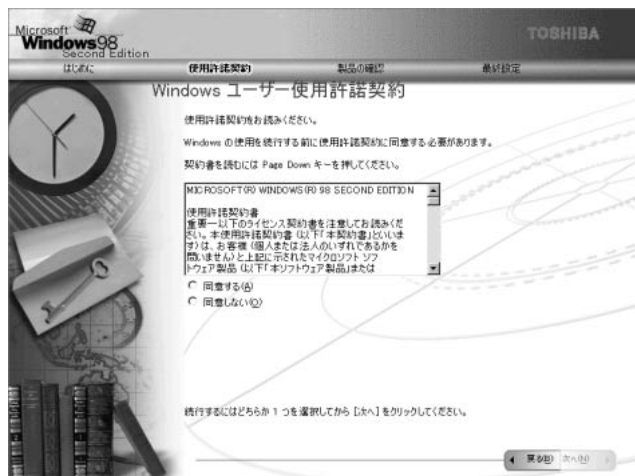 Microsoft
Windows98
Second Edition
TOSHIBA
はじめに 使用許諾契約 製品の確認 最終設定
Windows ユーザー使用許諾契約
使用許諾契約をお読みください。
Windows の使用を続行する前に使用許諾契約に同意する必要があります。
契約書を読むには Page Down キーを押してください。
MICROSOFT(R) WINDOWS(R) 98 SECOND EDITION
使用許諾契約書
重要－以下のライセンス契約書を注意してお読みくだ
さい。本使用許諾契約書 (以下「本契約書」といいま
す) は、お客様 (個人または法人のいずれであるかを
問いません) と上記に示されたマイクロソフト ソフ
トウェア製品 (以下「本ソフトウェア製品」または
同意する(A)
同意しない(O)
続行するにはどちらか 1 つを選択してから [次へ] をクリックしてください。
戻る(B) 次へ(N)